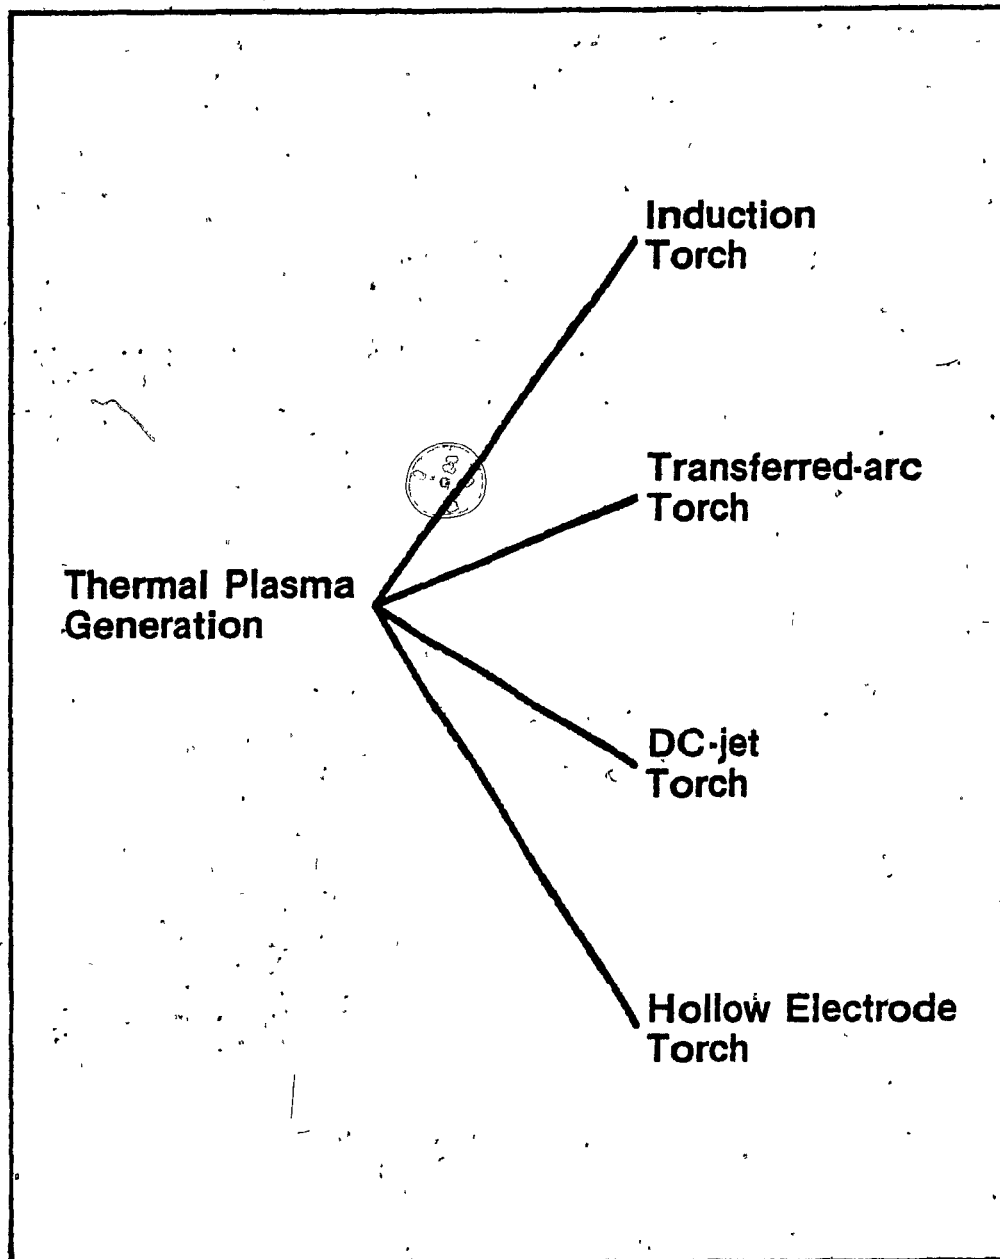 Induction
Torch
Transferred-arc
Torch
Thermal Plasma
Generation
DC-jet
Torch
Hollow Electrode
Torch